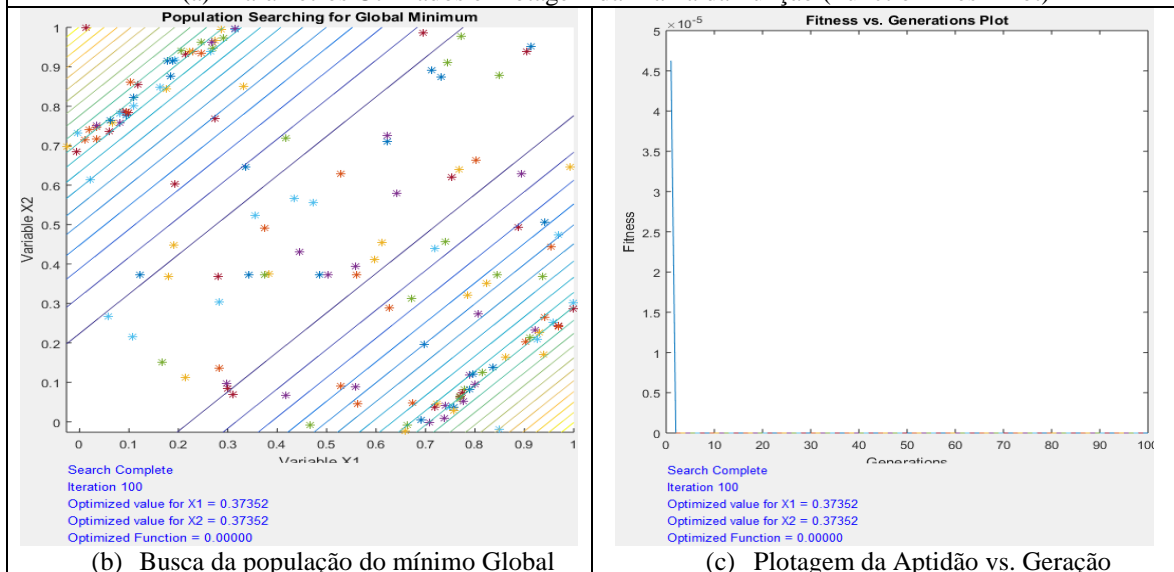 Population Searching for Global Minimum
1
0.9
0.8
0.7
0.6
0.5
0.4
0.3
0.2
0.1
0
Variable X2
0 0.1 0.2 0.3 0.4 0.5 0.6 0.7 0.8 0.9 1
Variable X1
Search Complete
Iteration 100
Optimized value for X1 = 0.37352
Optimized value for X2 = 0.37352
Optimized Function = 0.00000
(b) Busca da população do mínimo Global
Fitness vs. Generations Plot
×10-5
5
4.5
4
3.5
3
2.5
2
1.5
1
0.5
0
Fitness
0 10 20 30 40 50 60 70 80 90 100
Generations
Search Complete
Iteration 100
Optimized value for X1 = 0.37352
Optimized value for X2 = 0.37352
Optimized Function = 0.00000
(c) Plotagem da Aptidão vs. Geração